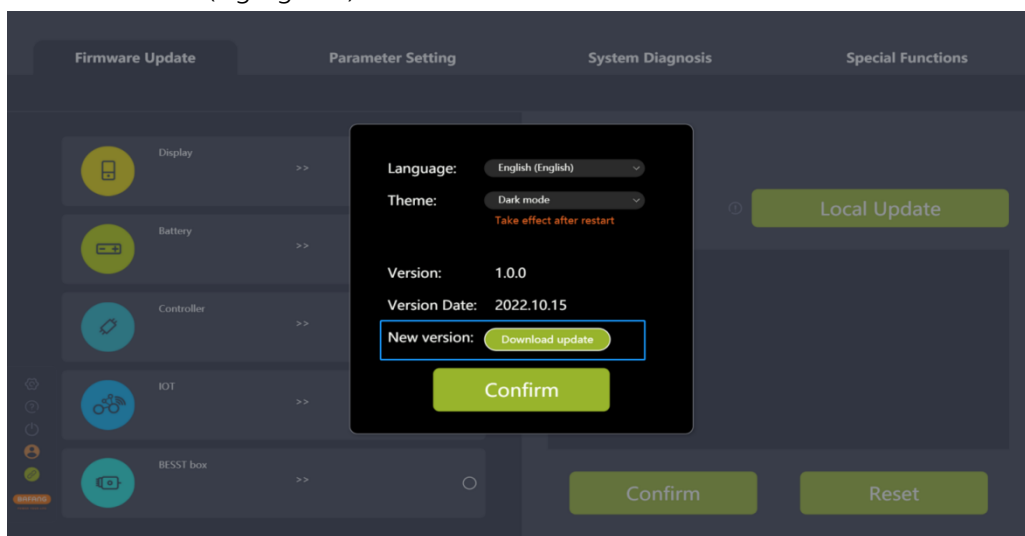 Firmware Update
Parameter Setting
System Diagnosis
Special Functions
Display
>>
Battery
>>
Controller
>>
IOT
>>
BESST box
>>
Language: English (English)
Theme: Dark mode
Take effect after restart
Version: 1.0.0
Version Date: 2022.10.15
New version: Download update
Confirm
Local Update
Confirm
Reset
BAFANG